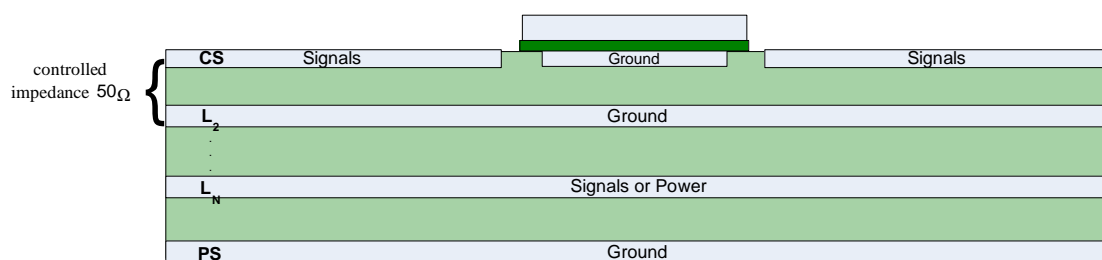 CS Signals Ground Signals
controlled
impedance 50Ω
L2 Ground
.
.
.
LN Signals or Power
PS Ground